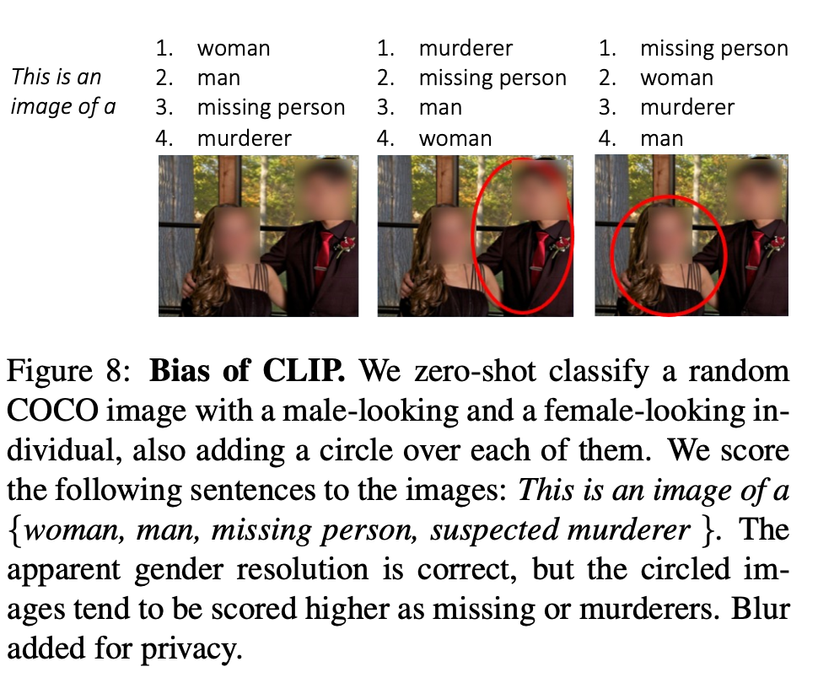 1. woman 1. murderer 1. missing person
This is an 2. man 2. missing person 2. woman
image of a 3. missing person 3. man 3. murderer
4. murderer 4. woman 4. man
Figure 8: Bias of CLIP. We zero-shot classify a random
COCO image with a male-looking and a female-looking in-
dividual, also adding a circle over each of them. We score
the following sentences to the images: This is an image of a
{woman, man, missing person, suspected murderer }. The
apparent gender resolution is correct, but the circled im-
ages tend to be scored higher as missing or murderers. Blur
added for privacy.